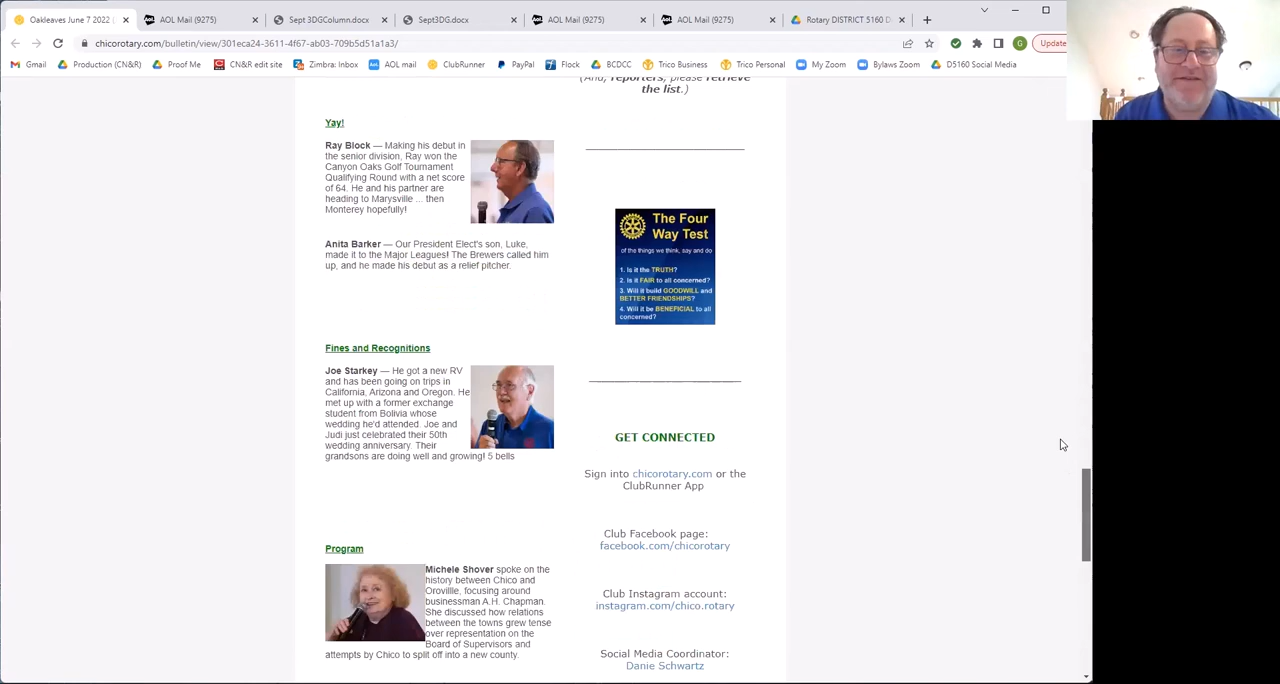 Oakleaves June 7 2022 |
AOL Mail (9275)
Sept 3DGColumn.docx
Sept3DG.docx
AOL Mail (9275)
AOL Mail (9275)
Rotary DISTRICT 5160 D
chicorotary.com/bulletin/view/301eca24-3611-4f67-ab03-709b5d51a1a3/
G
Update
Gmail
Production (CN&R)
Proof Me
CN&R edit site
Zimbra: Inbox
AOL mail
ClubRunner
PayPal
Flock
BCDCC
Trico Business
Trico Personal
My Zoom
Bylaws Zoom
D5160 Social Media
(And, reporters, please retrieve
the list.)
Yay!
Ray Block — Making his debut in
the senior division, Ray won the
Canyon Oaks Golf Tournament
Qualifying Round with a net score
of 64. He and his partner are
heading to Marysville ... then
Monterey hopefully!
Anita Barker — Our President Elect's son, Luke,
made it to the Major Leagues! The Brewers called him
up, and he made his debut as a relief pitcher.
Fines and Recognitions
Joe Starkey — He got a new RV
and has been going on trips in
California, Arizona and Oregon. He
met up with a former exchange
student from Bolivia whose
wedding he'd attended. Joe and
Judi just celebrated their 50th
wedding anniversary. Their
grandsons are doing well and growing! 5 bells
Program
Michele Shover spoke on the
history between Chico and
Oroville, focusing around
businessman A.H. Chapman.
She discussed how relations
between the towns grew tense
over representation on the
Board of Supervisors and
attempts by Chico to split off into a new county.
The Four
Way Test
of the things we think, say and do
1. Is it the TRUTH?
2. Is it FAIR to all concerned?
3. Will it build GOODWILL and
BETTER FRIENDSHIPS?
4. Will it be BENEFICIAL to all
concerned?
GET CONNECTED
Sign into chicorotary.com or the
ClubRunner App
Club Facebook page:
facebook.com/chicorotary
Club Instagram account:
instagram.com/chico.rotary
Social Media Coordinator:
Danie Schwartz